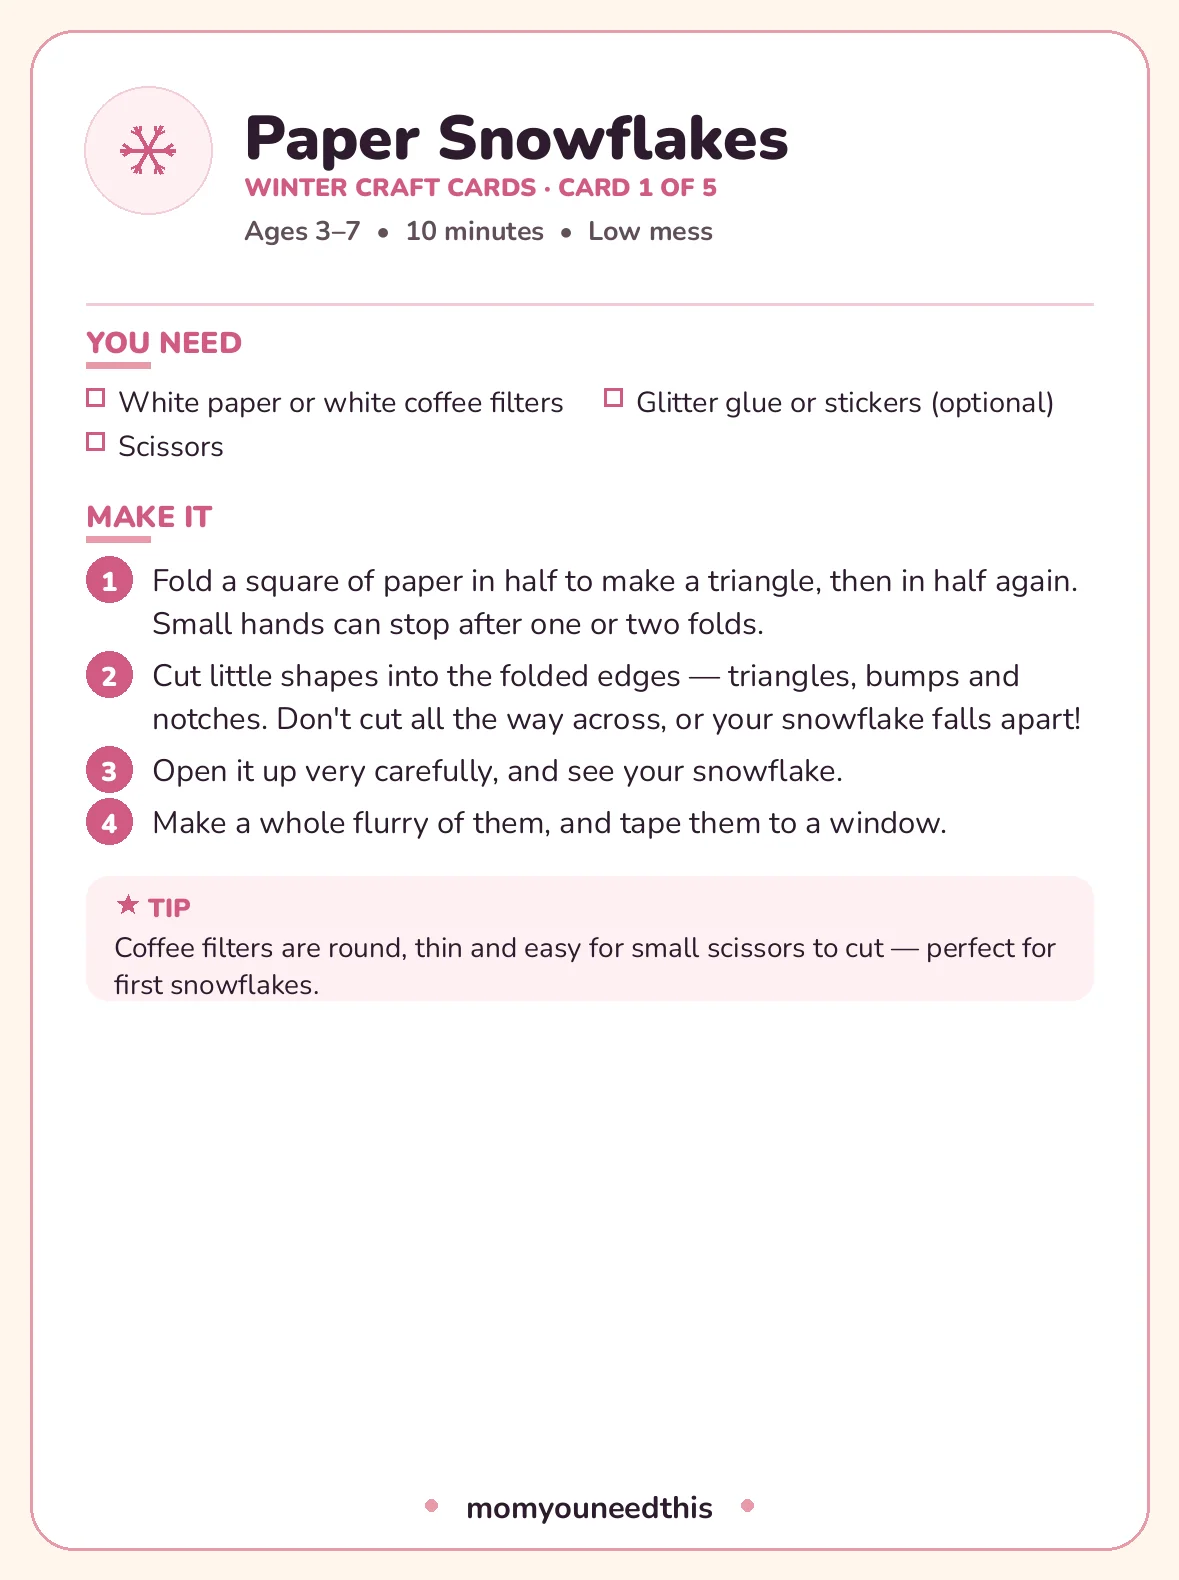 Paper Snowflakes
WINTER CRAFT CARDS · CARD 1 OF 5
Ages 3–7 • 10 minutes • Low mess
YOU NEED
White paper or white coffee filters
Glitter glue or stickers (optional)
Scissors
MAKE IT
1 Fold a square of paper in half to make a triangle, then in half again.
Small hands can stop after one or two folds.
2 Cut little shapes into the folded edges — triangles, bumps and
notches. Don't cut all the way across, or your snowflake falls apart!
3 Open it up very carefully, and see your snowflake.
4 Make a whole flurry of them, and tape them to a window.
★ TIP
Coffee filters are round, thin and easy for small scissors to cut — perfect for
first snowflakes.
momyouneedthis